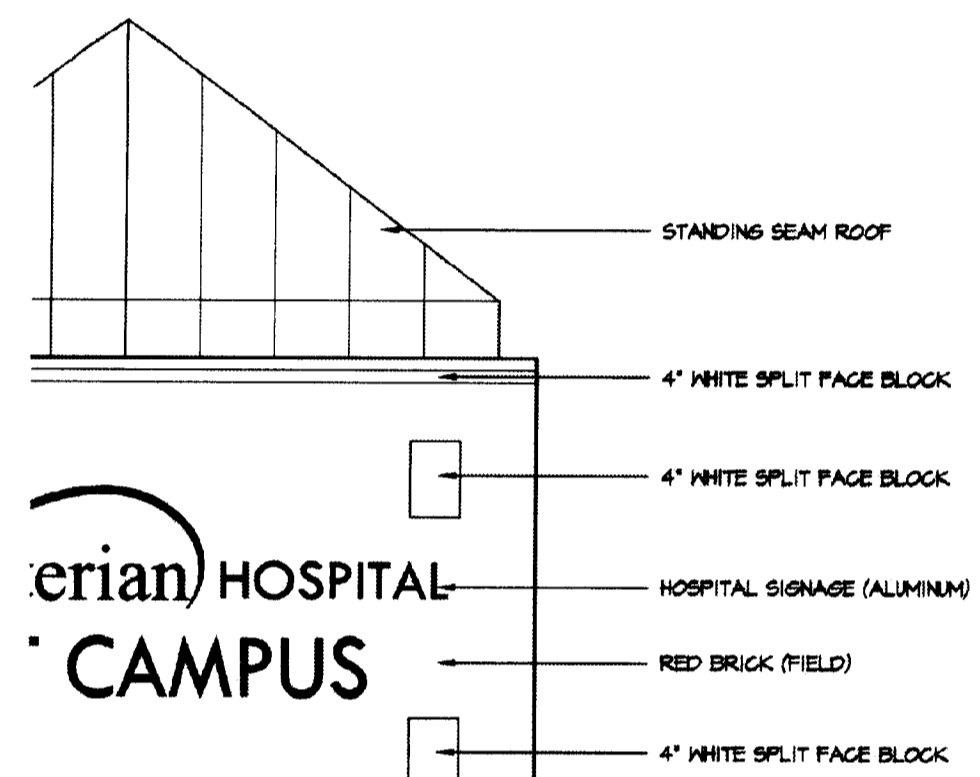 STANDING SEAM ROOF
4" WHITE SPLIT FACE BLOCK
4" WHITE SPLIT FACE BLOCK
erian HOSPITAL
HOSPITAL SIGNAGE (ALUMINUM)
CAMPUS
RED BRICK (FIELD)
4" WHITE SPLIT FACE BLOCK